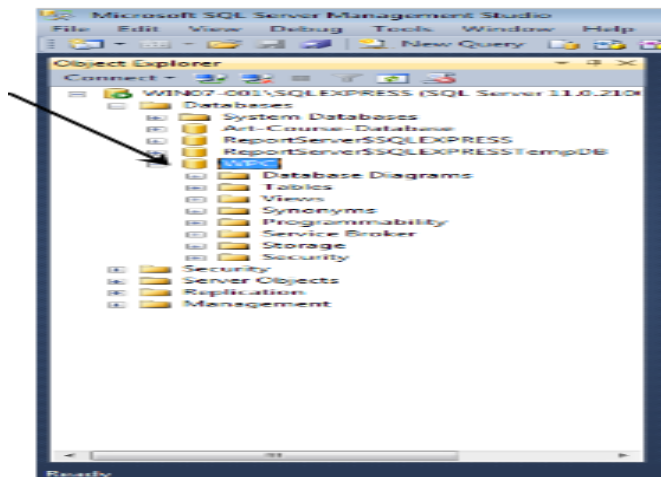 Microsoft SQL Server Management Studio
File Edit View Debug Tools Window Help
New Query
Object Explorer
Connect
WIN07-001\SQLEXPRESS (SQL Server 11.0.210
Databases
System Databases
Art-Course-Database
ReportServer$SQLEXPRESS
ReportServer$SQLEXPRESSTempDB
WPC
Database Diagrams
Tables
Views
Synonyms
Programmability
Service Broker
Storage
Security
Security
Server Objects
Replication
Management
Ready